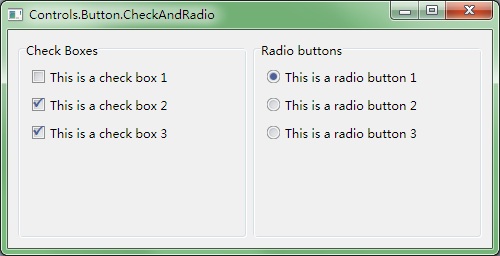 Controls.Button.CheckAndRadio
Check Boxes
This is a check box 1
This is a check box 2
This is a check box 3
Radio buttons
This is a radio button 1
This is a radio button 2
This is a radio button 3